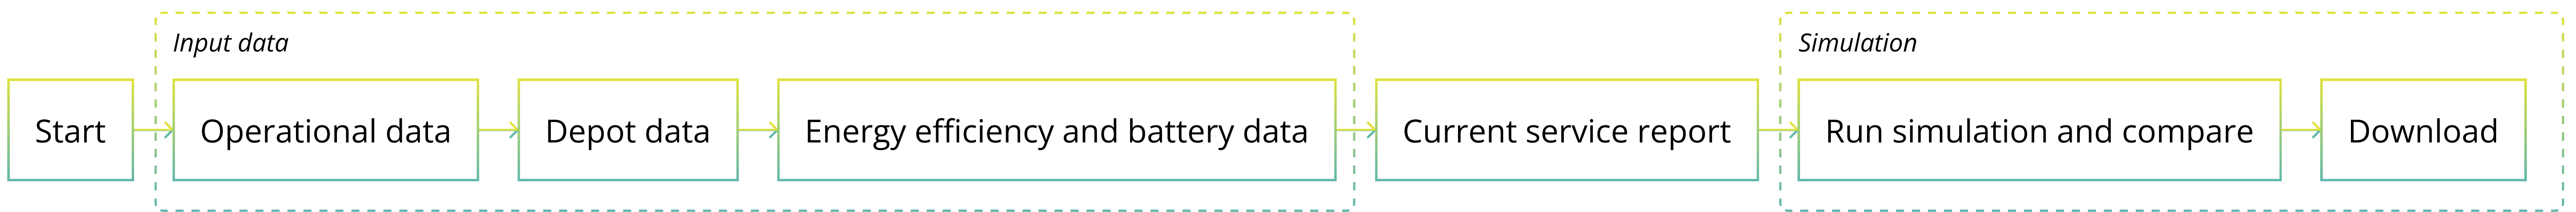 Input data
Simulation
Start
Operational data
Depot data
Energy efficiency and battery data
Current service report
Run simulation and compare
Download